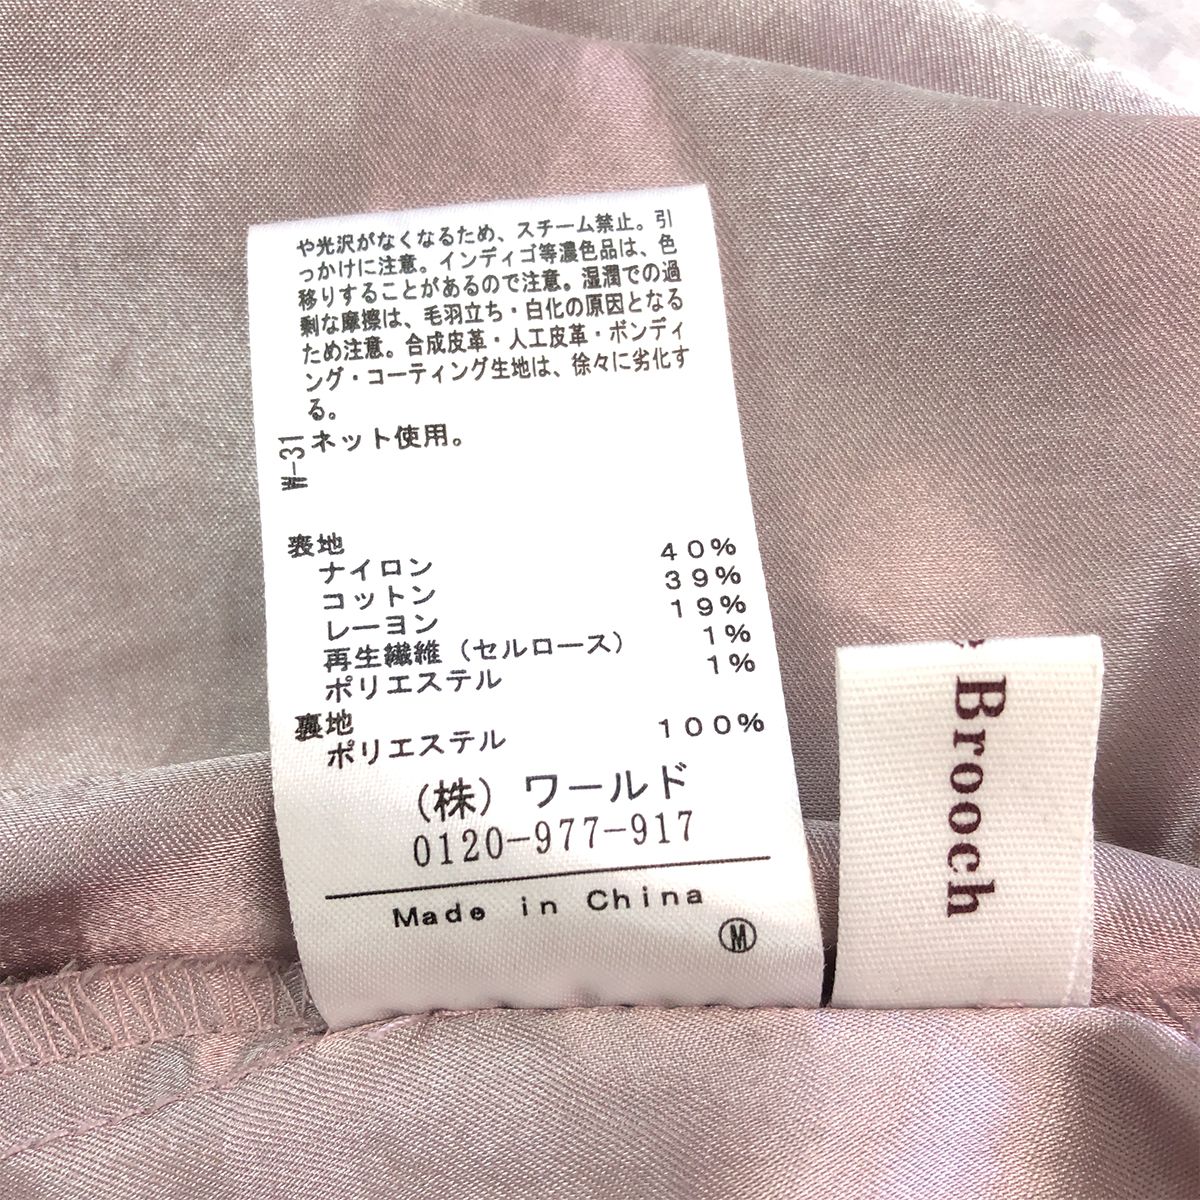 や光沢がなくなるため、スチーム禁止。引
っかけに注意。インディゴ等濃色品は、色
移りすることがあるので注意。湿潤での過
剰な摩擦は、毛羽立ち・白化の原因となる
ため注意。合成皮革・人工皮革・ボンディ
ング・コーティング生地は、徐々に劣化す
る。
ネット使用。
W-31
表地
ナイロン 40%
コットン 39%
レーヨン 19%
再生繊維(セルロース) 1%
ポリエステル 1%
裏地
ポリエステル 100%
(株)ワールド
0120-977-917
Made in China
Ⓜ
Brooch